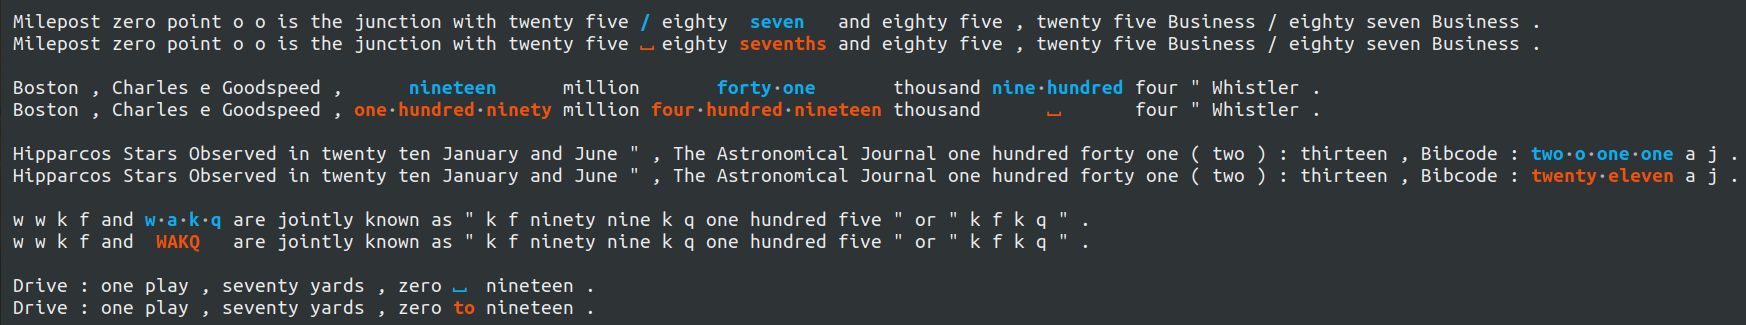 Milepost zero point o o is the junction with twenty five / eighty seven and eighty five , twenty five Business / eighty seven Business .
Milepost zero point o o is the junction with twenty five ⎵ eighty sevenths and eighty five , twenty five Business / eighty seven Business .
Boston , Charles e Goodspeed , nineteen million forty·one thousand nine·hundred four " Whistler .
Boston , Charles e Goodspeed , one·hundred·ninety million four·hundred·nineteen thousand ⎵ four " Whistler .
Hipparcos Stars Observed in twenty ten January and June " , The Astronomical Journal one hundred forty one ( two ) : thirteen , Bibcode : two·o·one·one a j .
Hipparcos Stars Observed in twenty ten January and June " , The Astronomical Journal one hundred forty one ( two ) : thirteen , Bibcode : twenty·eleven a j .
w w k f and w·a·k·q are jointly known as " k f ninety nine k q one hundred five " or " k f k q " .
w w k f and WAKQ are jointly known as " k f ninety nine k q one hundred five " or " k f k q " .
Drive : one play , seventy yards , zero ⎵ nineteen .
Drive : one play , seventy yards , zero to nineteen .